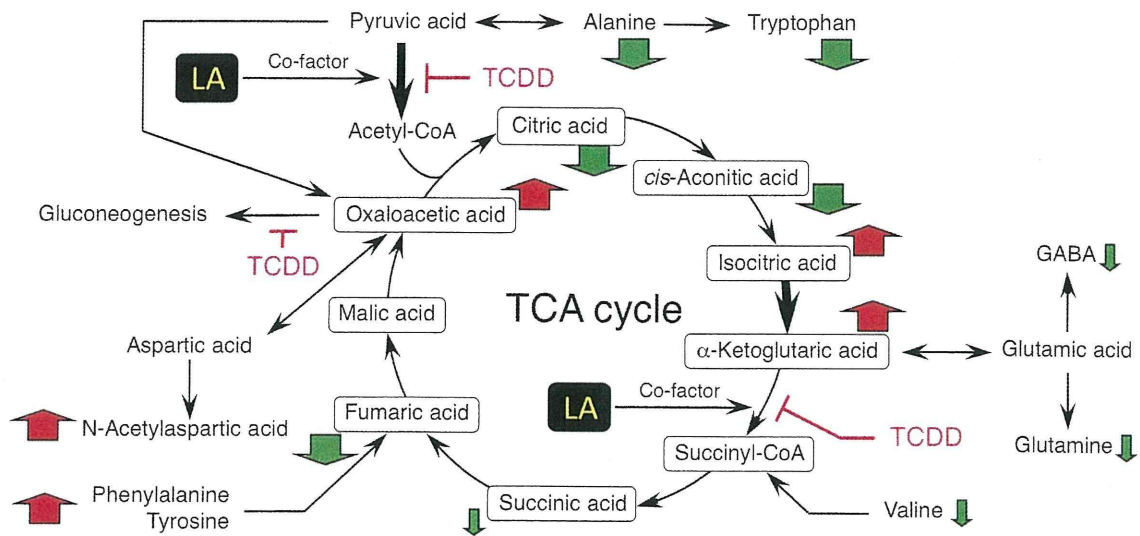 Pyruvic acid
Alanine
Tryptophan
LA
Co-factor
TCDD
Acetyl-CoA
Citric acid
cis-Aconitic acid
Gluconeogenesis
Oxaloacetic acid
TCDD
Isocitric acid
GABA
Malic acid
TCA cycle
Aspartic acid
α-Ketoglutaric acid
Glutamic acid
LA
Co-factor
N-Acetylaspartic acid
Fumaric acid
TCDD
Glutamine
Succinyl-CoA
Phenylalanine
Tyrosine
Succinic acid
Valine